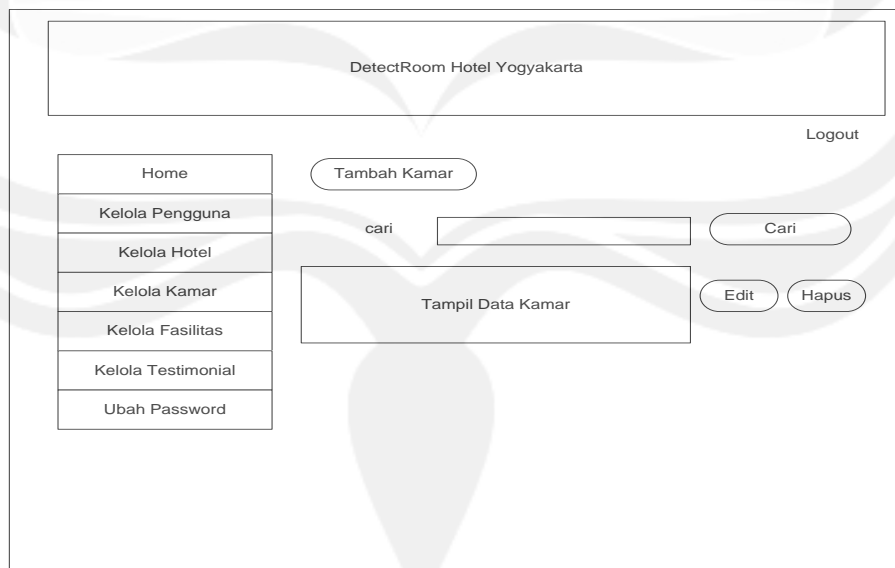 DetectRoom Hotel Yogyakarta
Logout
Home
Kelola Pengguna
Kelola Hotel
Kelola Kamar
Kelola Fasilitas
Kelola Testimonial
Ubah Password
Tambah Kamar
cari
Cari
Tampil Data Kamar
Edit
Hapus